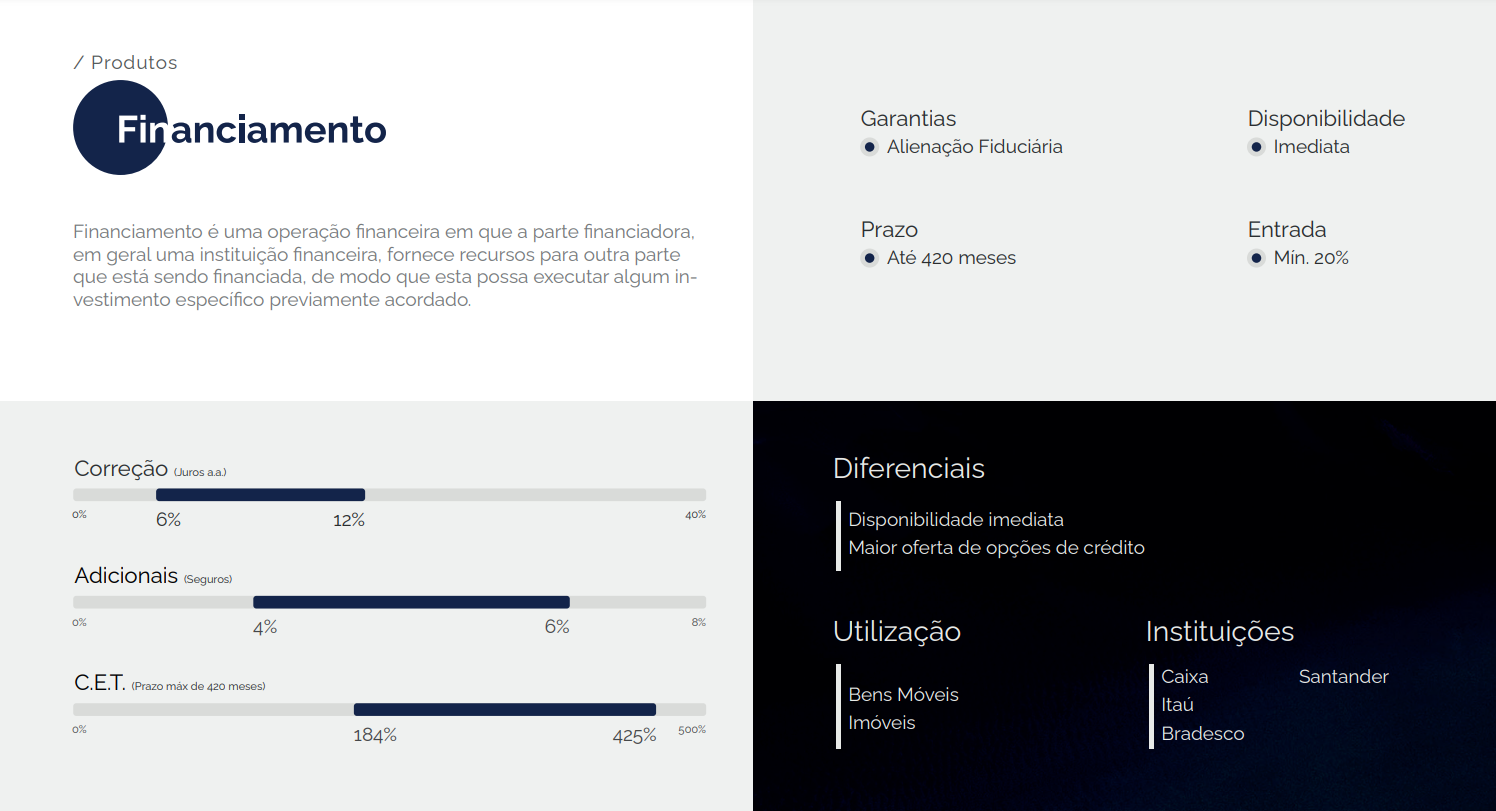 / Produtos
Financiamento
Financiamento é uma operação financeira em que a parte financiadora,
em geral uma instituição financeira, fornece recursos para outra parte
que está sendo financiada, de modo que esta possa executar algum in-
vestimento específico previamente acordado.
Garantias
Alienação Fiduciária
Disponibilidade
Imediata
Prazo
Até 420 meses
Entrada
Mín. 20%
Correção (Juros a.a.)
0% 6% 12% 40%
Adicionais (Seguros)
0% 4% 6% 8%
C.E.T. (Prazo máx de 420 meses)
0% 184% 425% 500%
Diferenciais
Disponibilidade imediata
Maior oferta de opções de crédito
Utilização
Bens Móveis
Imóveis
Instituições
Caixa Santander
Itaú
Bradesco